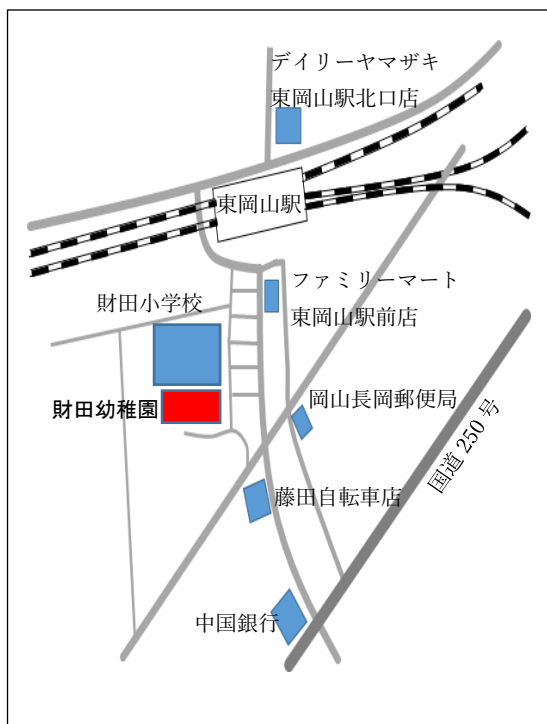 デイリーヤマザキ
東岡山駅北口店
東岡山駅
ファミリーマート
東岡山駅前店
財田小学校
財田幼稚園
岡山長岡郵便局
国道 250 号
藤田自転車店
中国銀行